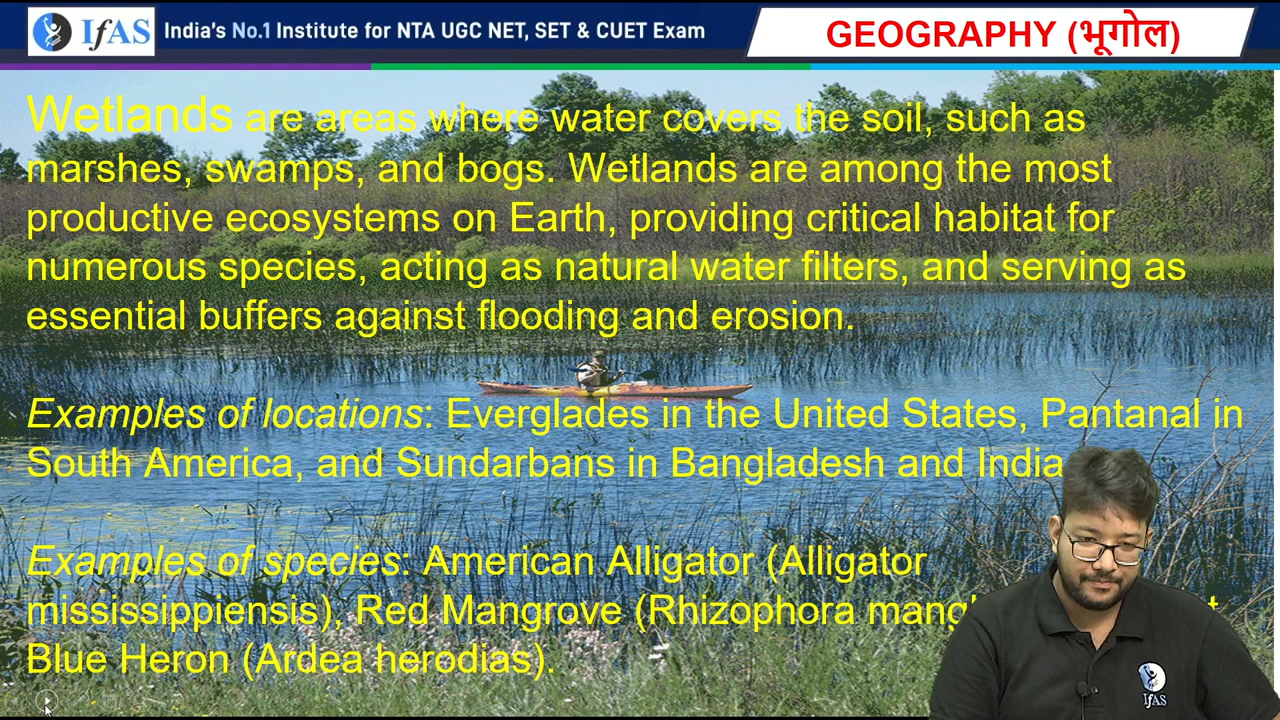 IfAS
India's No.1 Institute for NTA UGC NET, SET & CUET Exam
GEOGRAPHY (भूगोल)
Wetlands are areas where water covers the soil, such as
marshes, swamps, and bogs. Wetlands are among the most
productive ecosystems on Earth, providing critical habitat for
numerous species, acting as natural water filters, and serving as
essential buffers against flooding and erosion.
Examples of locations: Everglades in the United States, Pantanal in
South America, and Sundarbans in Bangladesh and India
Examples of species: American Alligator (Alligator
mississippiensis), Red Mangrove (Rhizophora
Blue Heron (Ardea herodias).
IfAS